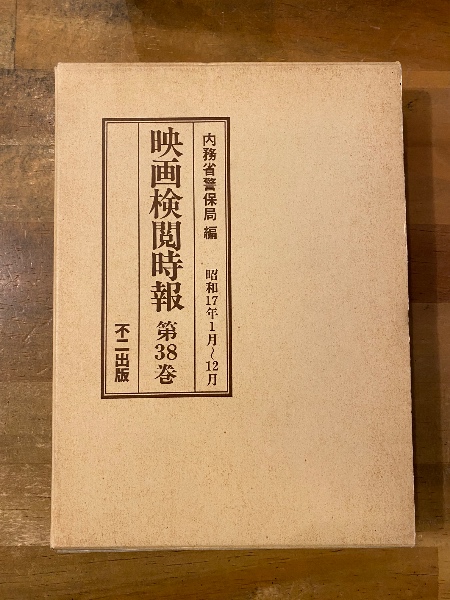 内務省警保局 編
昭和17年1月〜12月
映画検閲時報 第38巻
不二出版